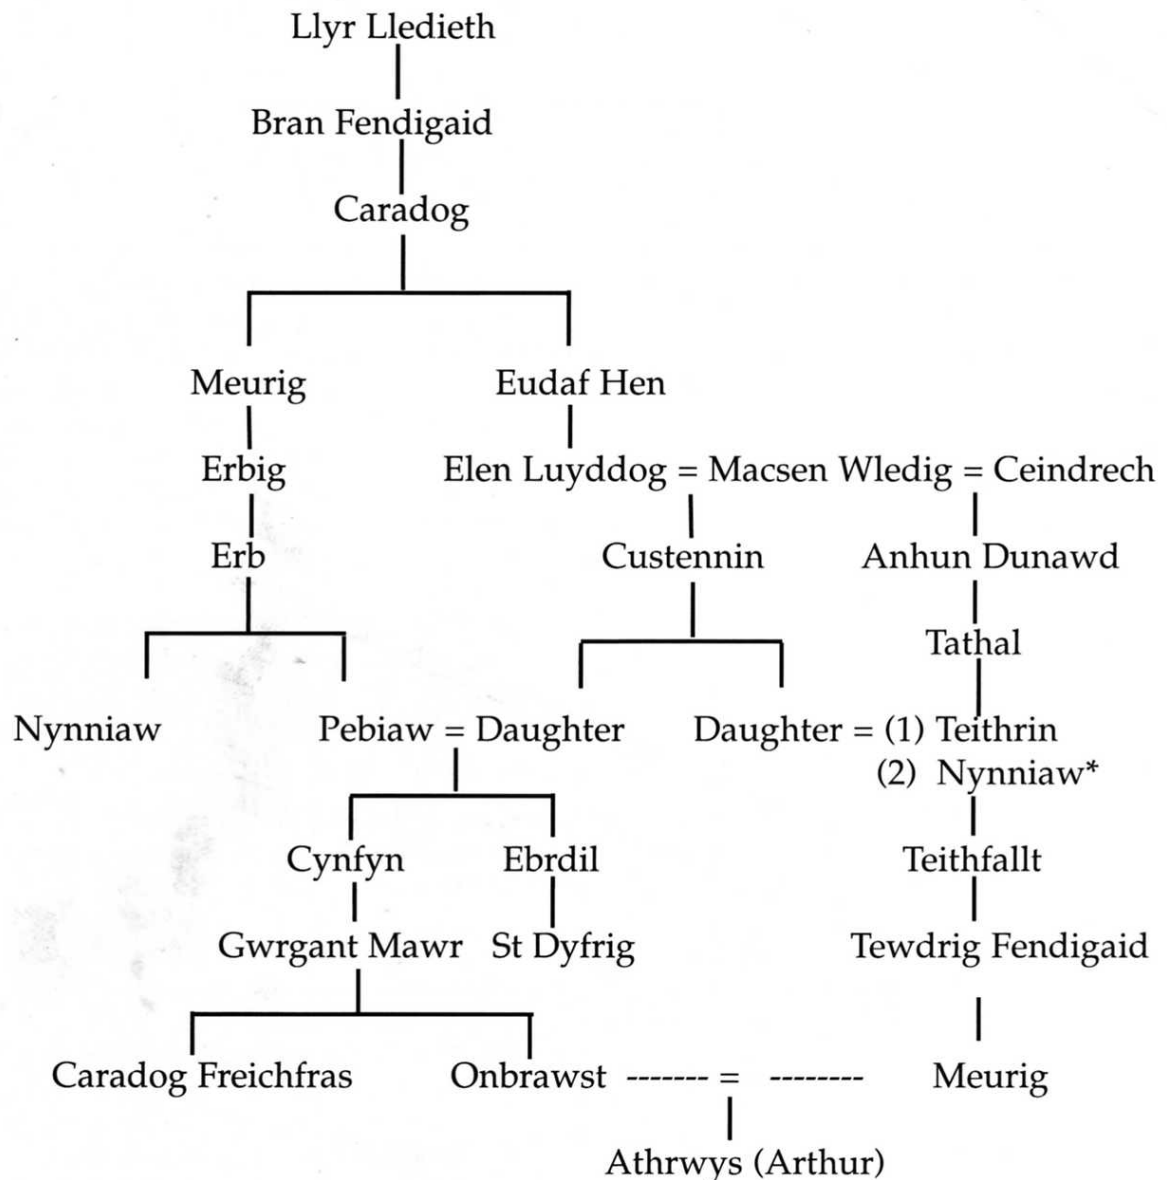 Llyr Lledieth
Bran Fendigaid
Caradog
Meurig Eudaf Hen
Erbig Elen Luyddog = Macsen Wledig = Ceindrech
Erb Custennin Anhun Dunawd
Tathal
Nynniaw Pebiaw = Daughter Daughter = (1) Teithrin
(2) Nynniaw*
Cynfyn Ebrdil Teithfallt
Gwrgant Mawr St Dyfrig Tewdrig Fendigaid
Caradog Freichfras Onbrawst ------- = -------- Meurig
Athrwys (Arthur)